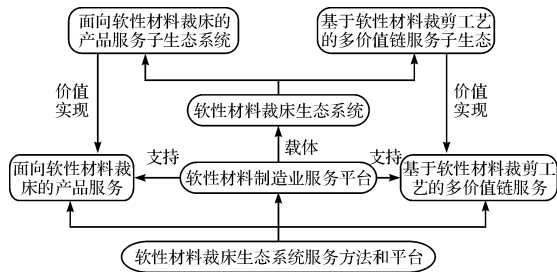 面向软性材料裁床的
产品服务子生态系统
基于软性材料裁剪工艺
的多价值链服务子生态
价值
实现
价值
实现
软性材料裁床生态系统
载体
面向软性材料裁
床的产品服务
支持
软性材料制造业服务平台
支持
基于软性材料裁剪工
艺的多价值链服务
软性材料裁床生态系统服务方法和平台